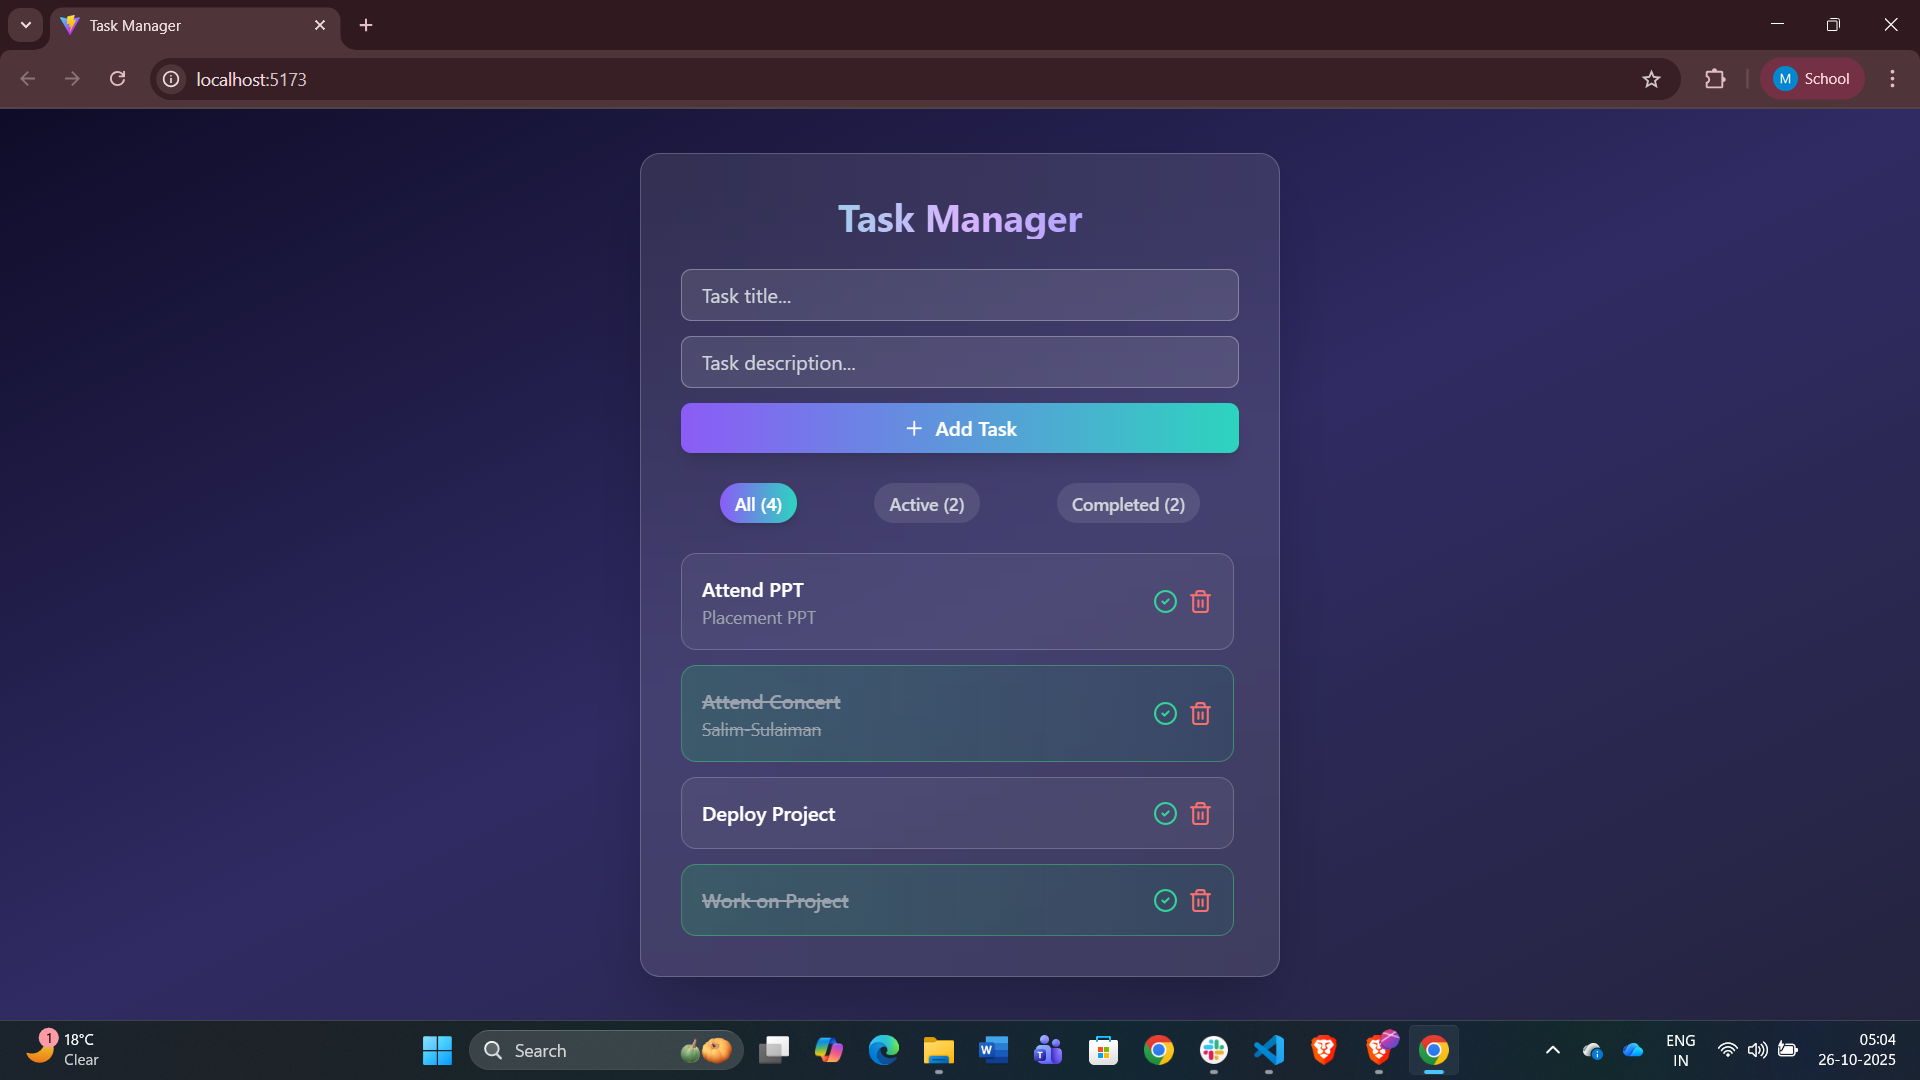 Task Manager
localhost:5173
M School
Task Manager
Task title...
Task description...
+ Add Task
All (4) Active (2) Completed (2)
Attend PPT
Placement PPT
Attend Concert
Salim-Sulaiman
Deploy Project
Work on Project
1 18°C
Clear
Search
W
T
ENG
IN
05:04
26-10-2025